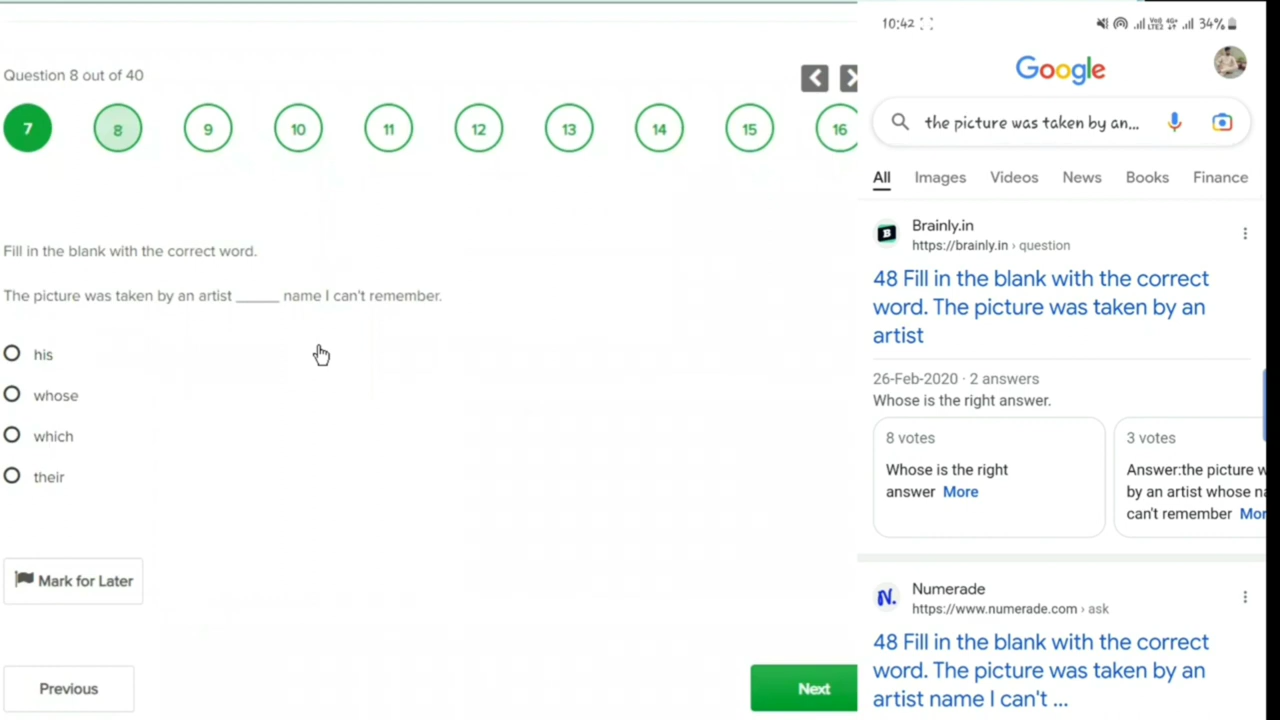 Question 8 out of 40
7 8 9 10 11 12 13 14 15 16
Fill in the blank with the correct word.
The picture was taken by an artist ______ name I can't remember.
his
whose
which
their
Mark for Later
Previous
Next
10:42
34%
Google
the picture was taken by an...
All Images Videos News Books Finance
Brainly.in
https://brainly.in › question
48 Fill in the blank with the correct
word. The picture was taken by an
artist
26-Feb-2020 · 2 answers
Whose is the right answer.
8 votes
Whose is the right
answer More
3 votes
Answer:the picture w
by an artist whose na
can't remember Mor
Numerade
https://www.numerade.com › ask
48 Fill in the blank with the correct
word. The picture was taken by an
artist name I can't ...